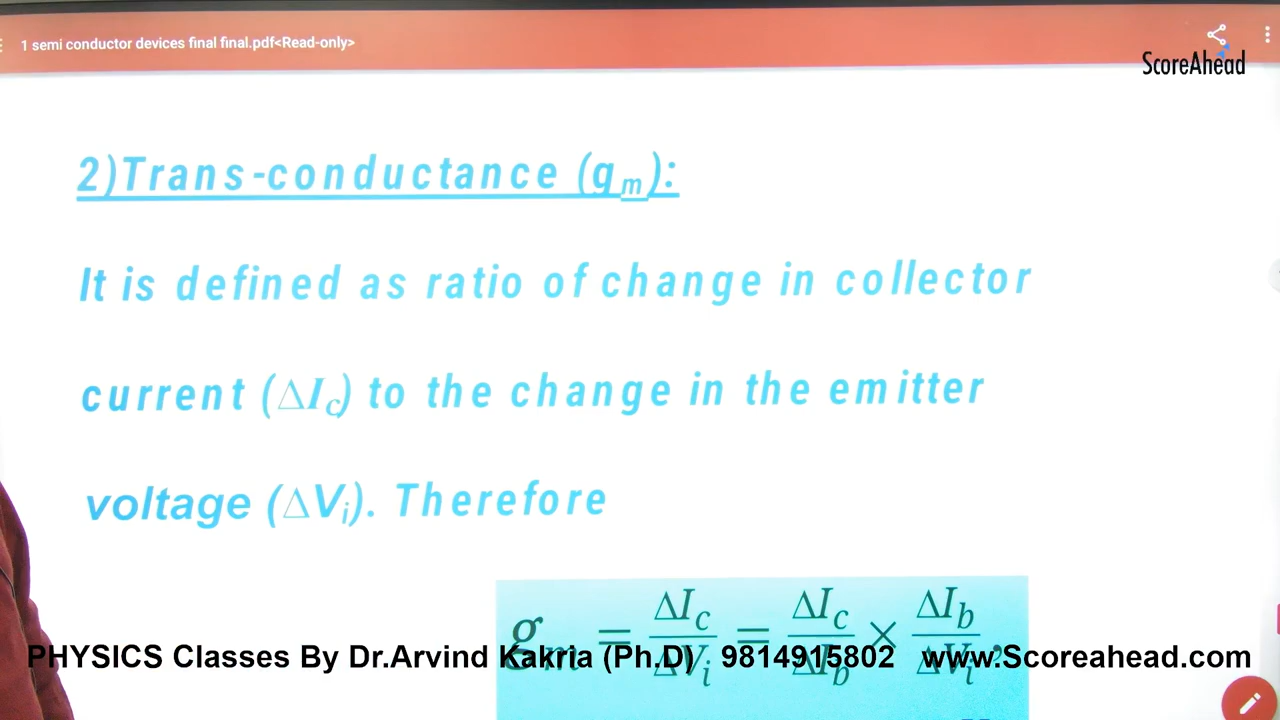 1 semi conductor devices final final.pdf<Read-only>
ScoreAhead
2)Trans-conductance (gm):
It is defined as ratio of change in collector
current (ΔIc) to the change in the emitter
voltage (ΔVi). Therefore
gm = ΔIc/ΔVi = ΔIc/ΔIb × ΔIb/ΔVi,
PHYSICS Classes By Dr.Arvind Kakria (Ph.D) 9814915802 www.Scoreahead.com